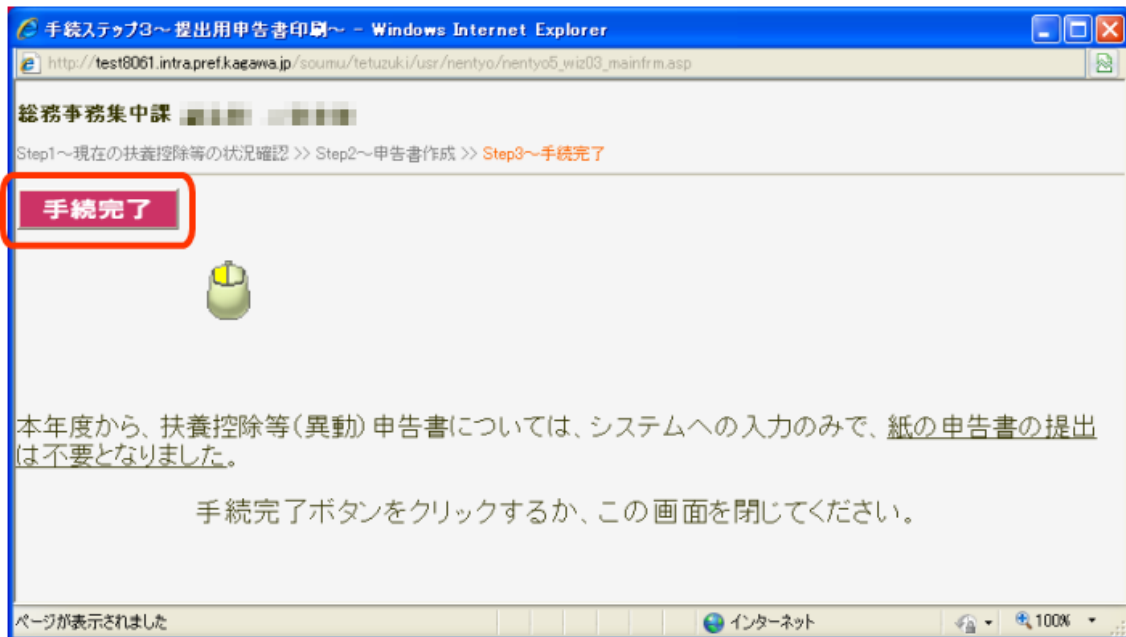 手続ステップ3~提出用申告書印刷~ - Windows Internet Explorer
http://test8061.intra.pref.kagawa.jp/soumu/tetuzuki/usr/nentyo/nentyo5_wiz03_mainfrm.asp
総務事務集中課
Step1~現在の扶養控除等の状況確認 >> Step2~申告書作成 >> Step3~手続完了
手続完了
本年度から、扶養控除等(異動)申告書については、システムへの入力のみで、紙の申告書の提出
は不要となりました。
手続完了ボタンをクリックするか、この画面を閉じてください。
ページが表示されました インターネット 100%